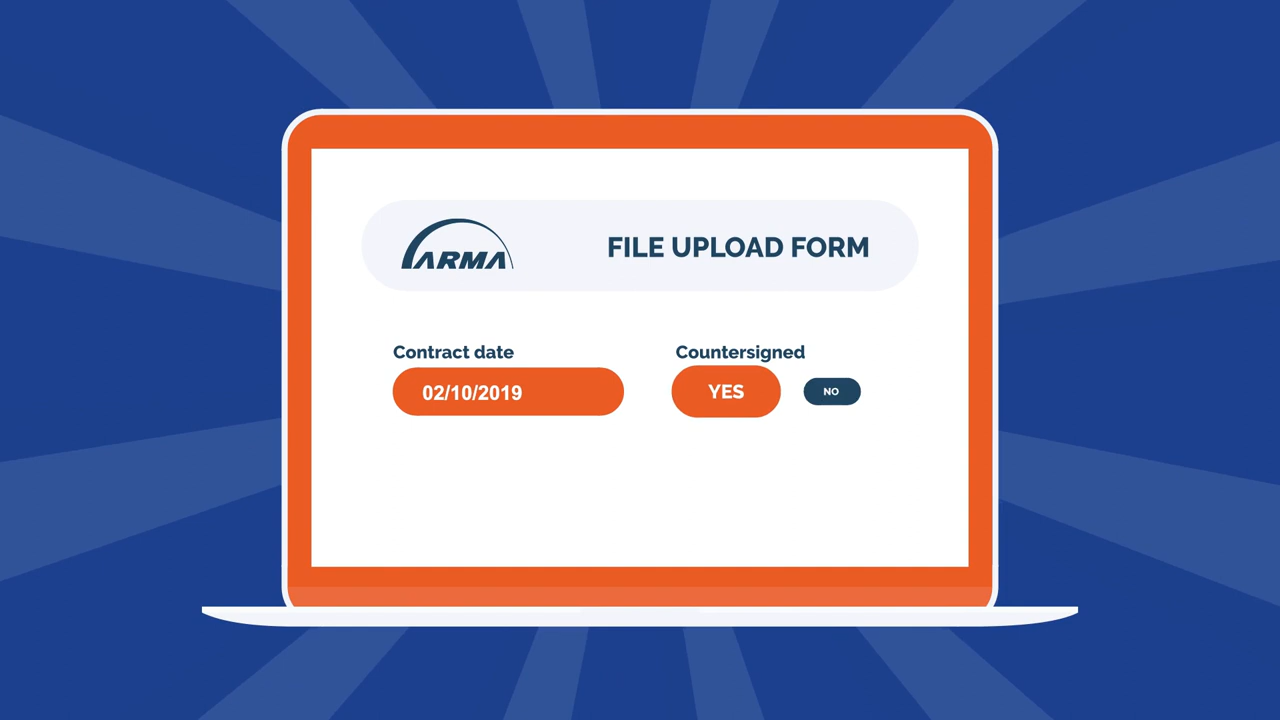 ARMA
FILE UPLOAD FORM
Contract date
Countersigned
02/10/2019
YES
NO